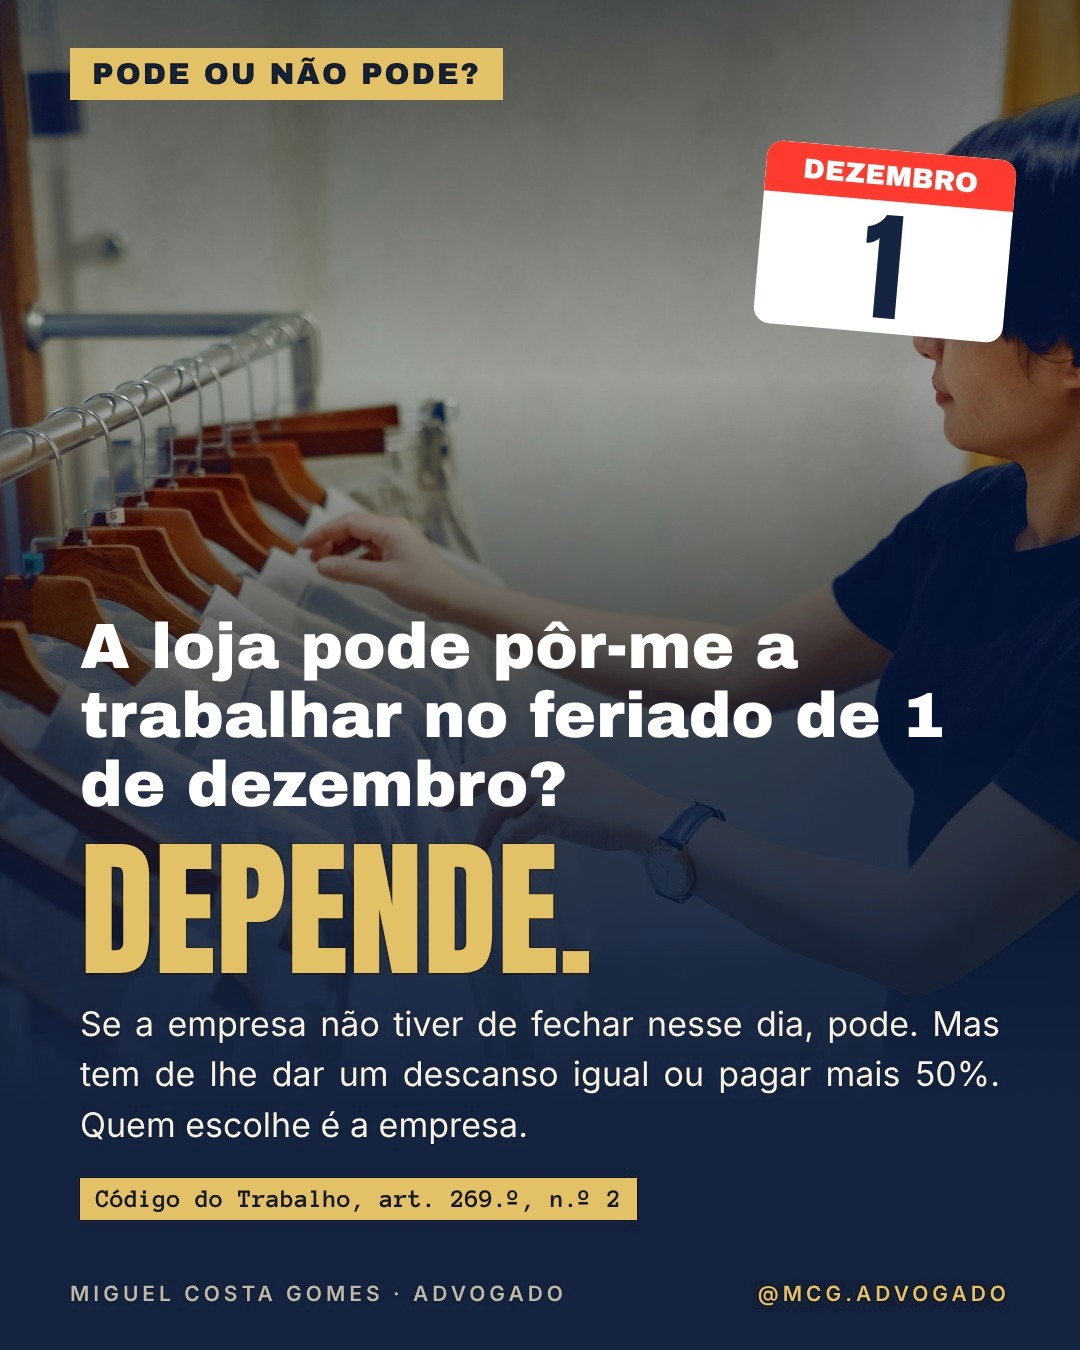 PODE OU NÃO PODE?
DEZEMBRO
1
S
M
A loja pode pôr-me a
trabalhar no feriado de 1
de dezembro?
DEPENDE.
Se a empresa não tiver de fechar nesse dia, pode. Mas
tem de lhe dar um descanso igual ou pagar mais 50%.
Quem escolhe é a empresa.
Código do Trabalho, art. 269.º, n.º 2
MIGUEL COSTA GOMES · ADVOGADO
@MCG.ADVOGADO